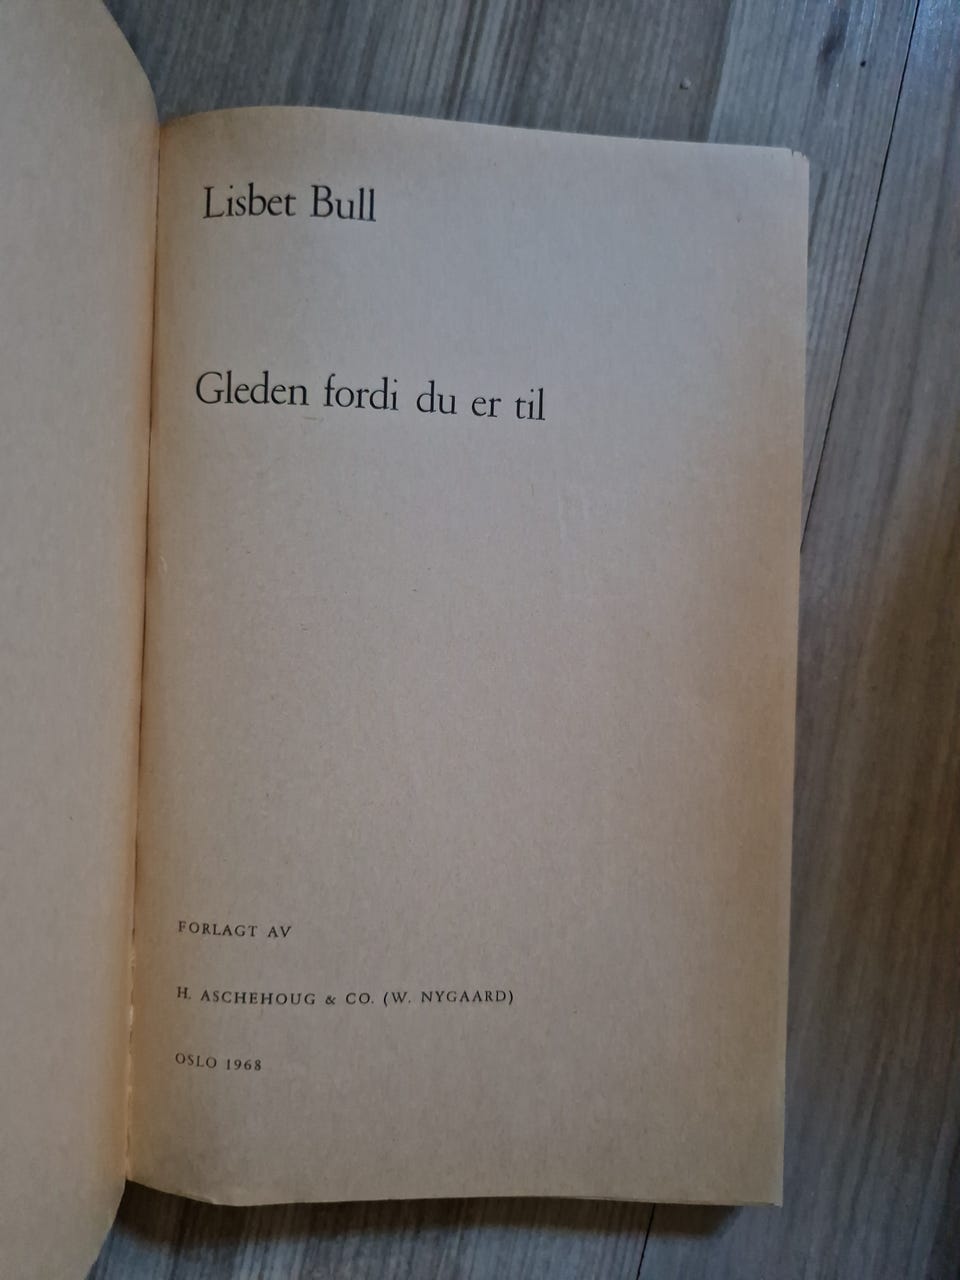 Lisbet Bull
Gleden fordi du er til
FORLAGT AV
H. ASCHEHOUG & CO. (W. NYGAARD)
OSLO 1968